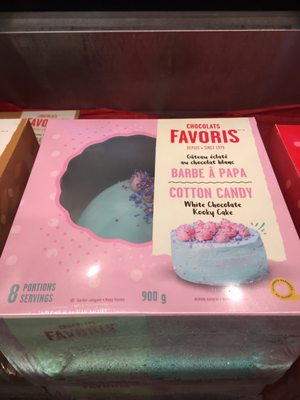 CHOCOLATS
FAVORIS
DEPUIS • SINCE 1979
Gâteau éclaté
au chocolat blanc
BARBE À PAPA
COTTON CANDY
White Chocolate
Kooky Cake
8 PORTIONS
SERVINGS
900 g
CHOCOLATS
FAVORIS